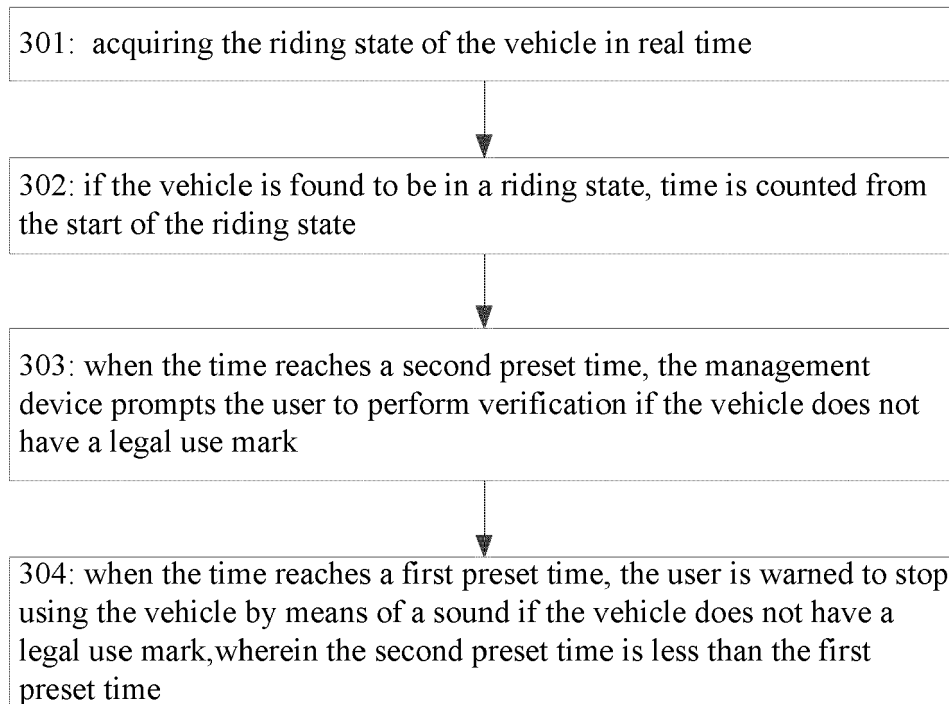 301:  acquiring the riding state of the vehicle in real time
302: if the vehicle is found to be in a riding state, time is counted from
the start of the riding state
303: when the time reaches a second preset time, the management
device prompts the user to perform verification if the vehicle does not
have a legal use mark
304: when the time reaches a first preset time, the user is warned to stop
using the vehicle by means of a sound if the vehicle does not have a
legal use mark,wherein the second preset time is less than the first
preset time